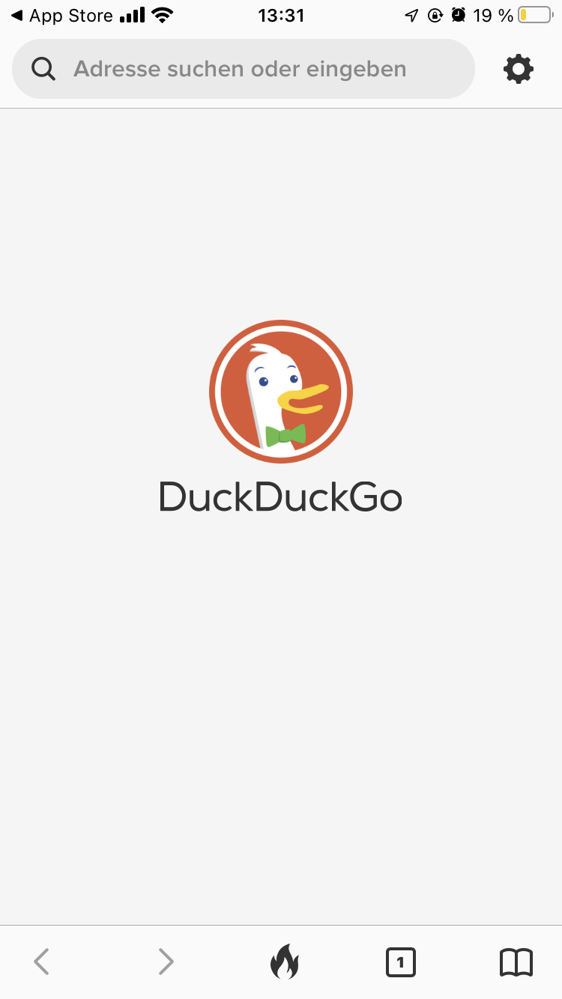 App Store 13:31 19 %
Adresse suchen oder eingeben
DuckDuckGo
1